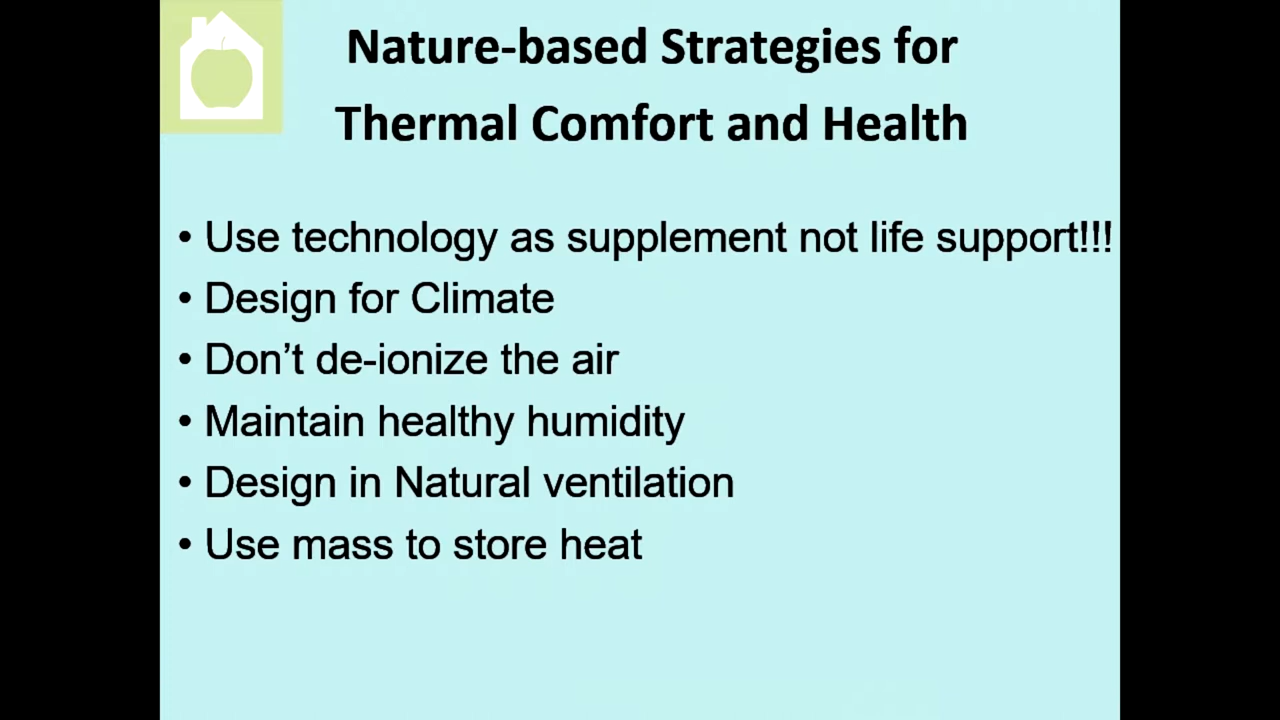 Nature-based Strategies for
Thermal Comfort and Health
• Use technology as supplement not life support!!!
• Design for Climate
• Don’t de-ionize the air
• Maintain healthy humidity
• Design in Natural ventilation
• Use mass to store heat